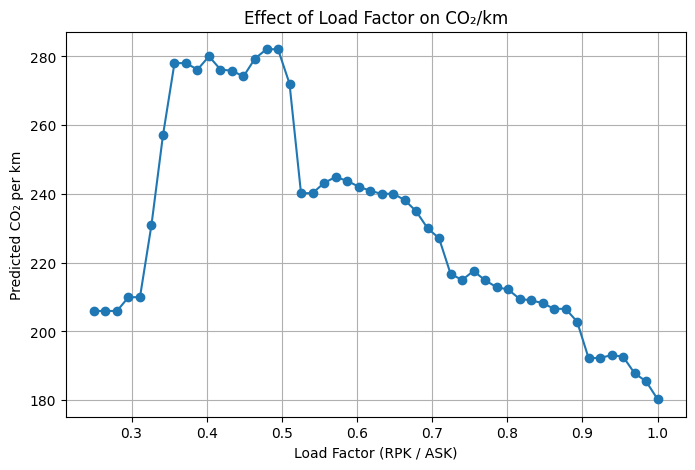 Effect of Load Factor on CO₂/km
Predicted CO₂ per km
280
260
240
220
200
180
0.3 0.4 0.5 0.6 0.7 0.8 0.9 1.0
Load Factor (RPK / ASK)